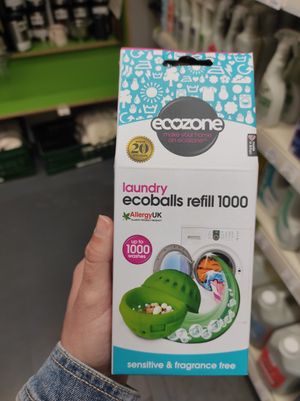 ecozone
make your home
an ecozone
20
laundry
ecoballs refill 1000
AllergyUK
up to
1000
washes
sensitive & fragrance free